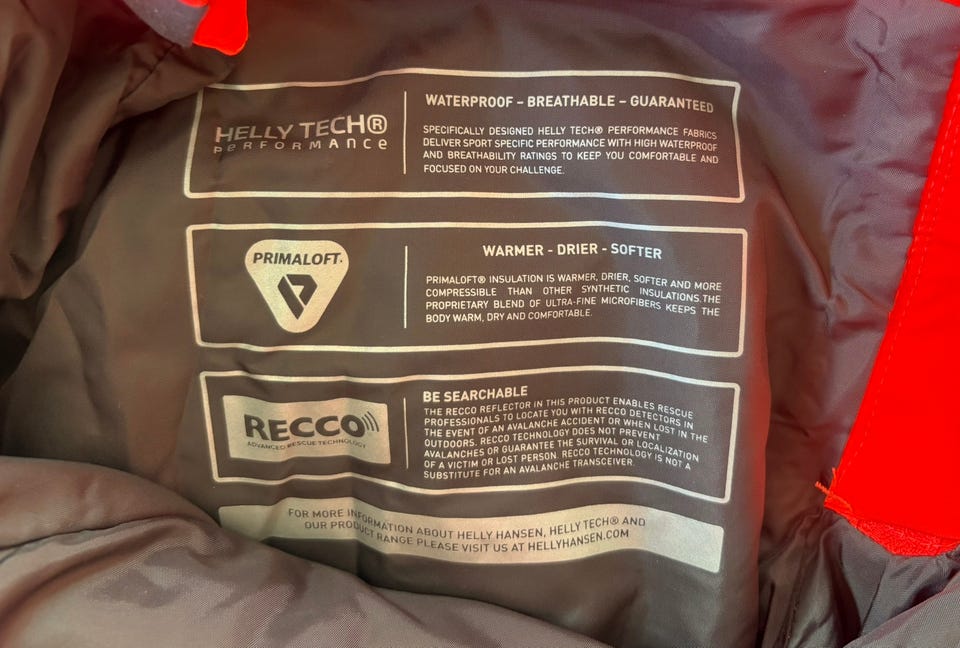 HELLY TECH®
PERFORMANCE
WATERPROOF - BREATHABLE - GUARANTEED
SPECIFICALLY DESIGNED HELLY TECH® PERFORMANCE FABRICS
DELIVER SPORT SPECIFIC PERFORMANCE WITH HIGH WATERPROOF
AND BREATHABILITY RATINGS TO KEEP YOU COMFORTABLE AND
FOCUSED ON YOUR CHALLENGE.
PRIMALOFT®
WARMER - DRIER - SOFTER
PRIMALOFT® INSULATION IS WARMER, DRIER, SOFTER AND MORE
COMPRESSIBLE THAN OTHER SYNTHETIC INSULATIONS.THE
PROPRIETARY BLEND OF ULTRA-FINE MICROFIBERS KEEPS THE
BODY WARM, DRY AND COMFORTABLE.
RECCO
ADVANCED RESCUE TECHNOLOGY
BE SEARCHABLE
THE RECCO REFLECTOR IN THIS PRODUCT ENABLES RESCUE
PROFESSIONALS TO LOCATE YOU WITH RECCO DETECTORS IN
THE EVENT OF AN AVALANCHE ACCIDENT OR WHEN LOST IN THE
OUTDOORS. RECCO TECHNOLOGY DOES NOT PREVENT
AVALANCHES OR GUARANTEE THE SURVIVAL OR LOCALIZATION
OF A VICTIM OR LOST PERSON. RECCO TECHNOLOGY IS NOT A
SUBSTITUTE FOR AN AVALANCHE TRANSCEIVER.
FOR MORE INFORMATION ABOUT HELLY HANSEN, HELLY TECH® AND
OUR PRODUCT RANGE PLEASE VISIT US AT HELLYHANSEN.COM